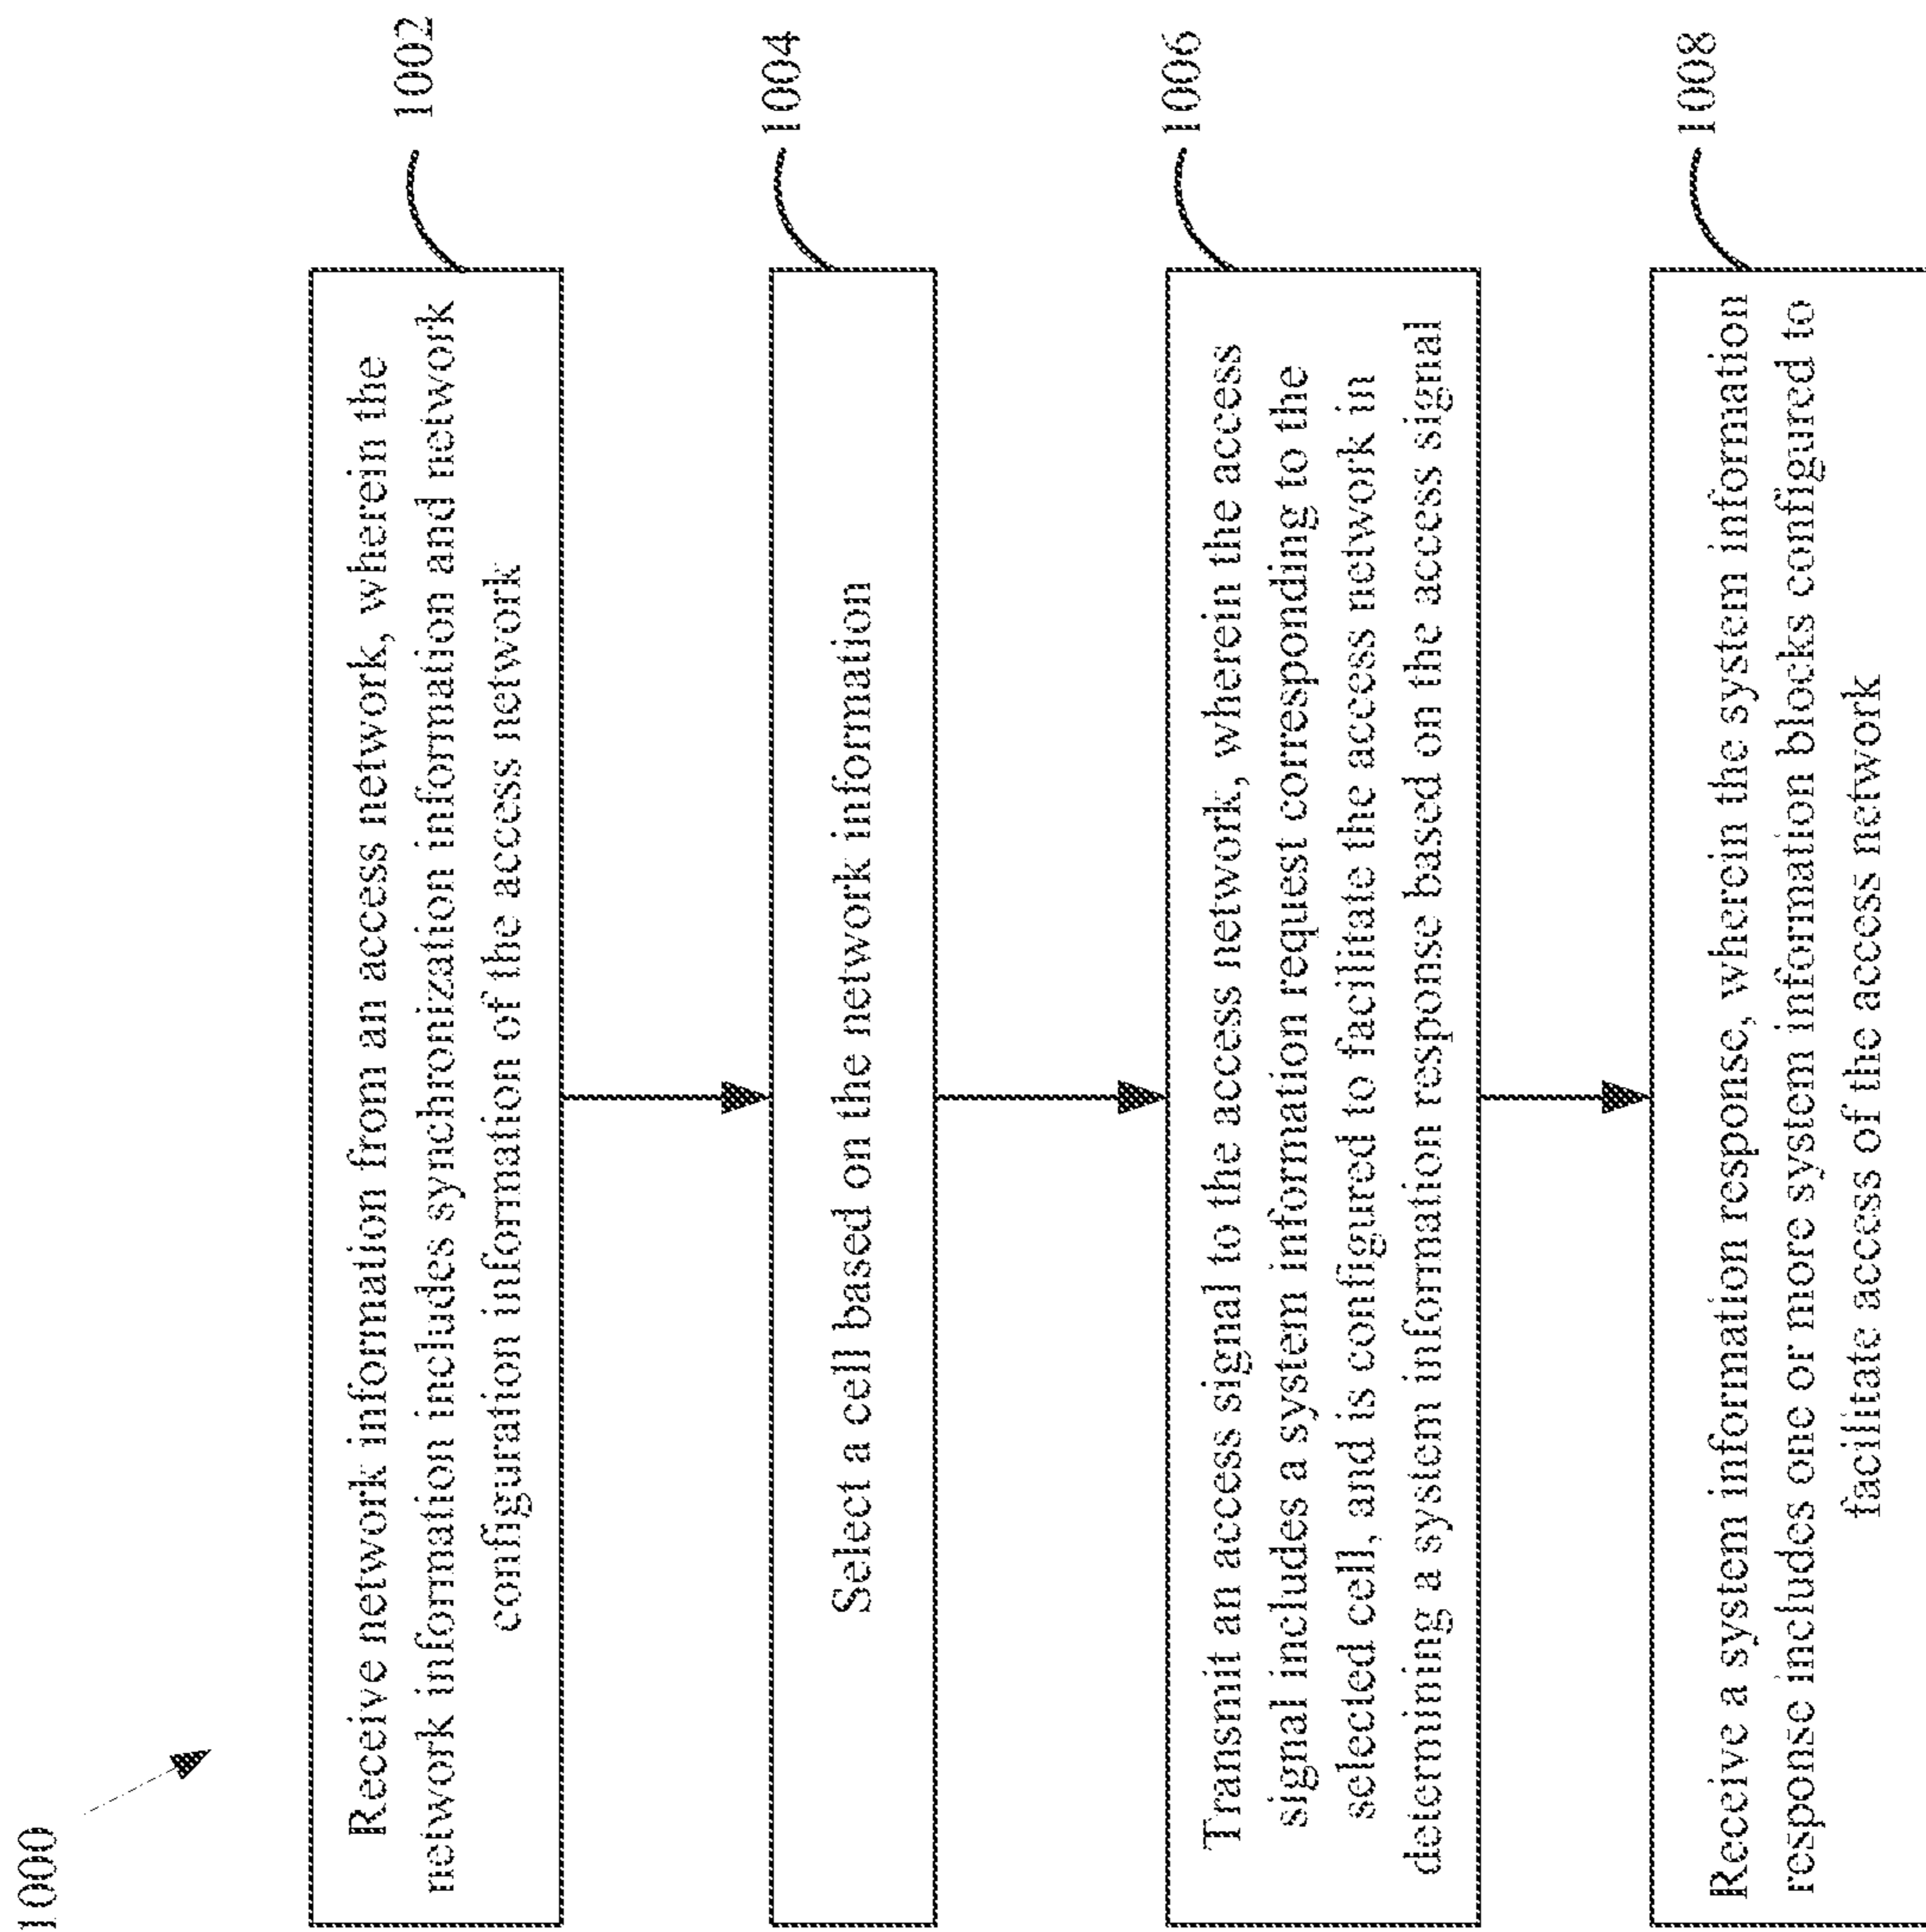 1000
Receive network information from an access network, wherein the
network information includes synchronization information and network
configuration information of the access network
1002
Select a cell based on the network information
1004
Transmit an access signal to the access network, wherein the access
signal includes a system information request corresponding to the
selected cell, and is configured to facilitate the access network in
determining a system information response based on the access signal
1006
Receive a system information response, wherein the system information
response includes one or more system information blocks configured to
facilitate access of the access network
1008